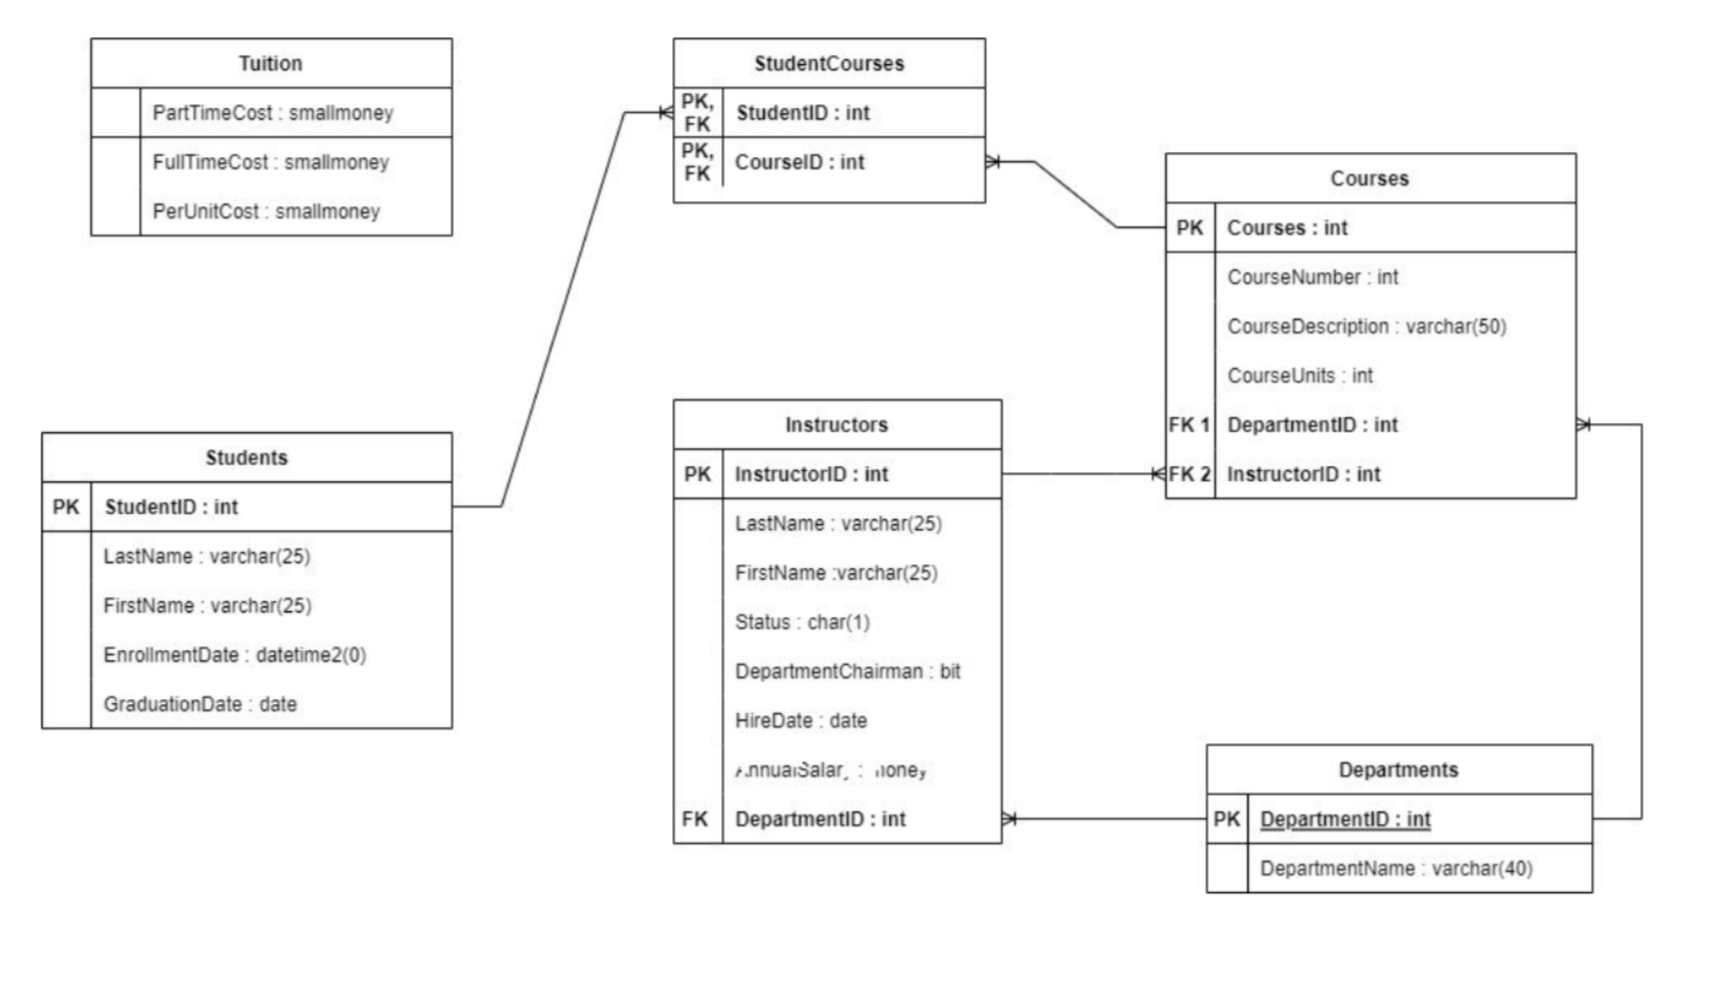 Tuition
PartTimeCost : smallmoney
FullTimeCost : smallmoney
PerUnitCost : smallmoney
StudentCourses
PK, FK StudentID : int
PK, FK CourseID : int
Courses
PK Courses : int
CourseNumber : int
CourseDescription : varchar(50)
CourseUnits : int
FK 1 DepartmentID : int
FK 2 InstructorID : int
Students
PK StudentID : int
LastName : varchar(25)
FirstName : varchar(25)
EnrollmentDate : datetime2(0)
GraduationDate : date
Instructors
PK InstructorID : int
LastName : varchar(25)
FirstName :varchar(25)
Status : char(1)
DepartmentChairman : bit
HireDate : date
FK DepartmentID : int
Departments
PK DepartmentID : int
DepartmentName : varchar(40)